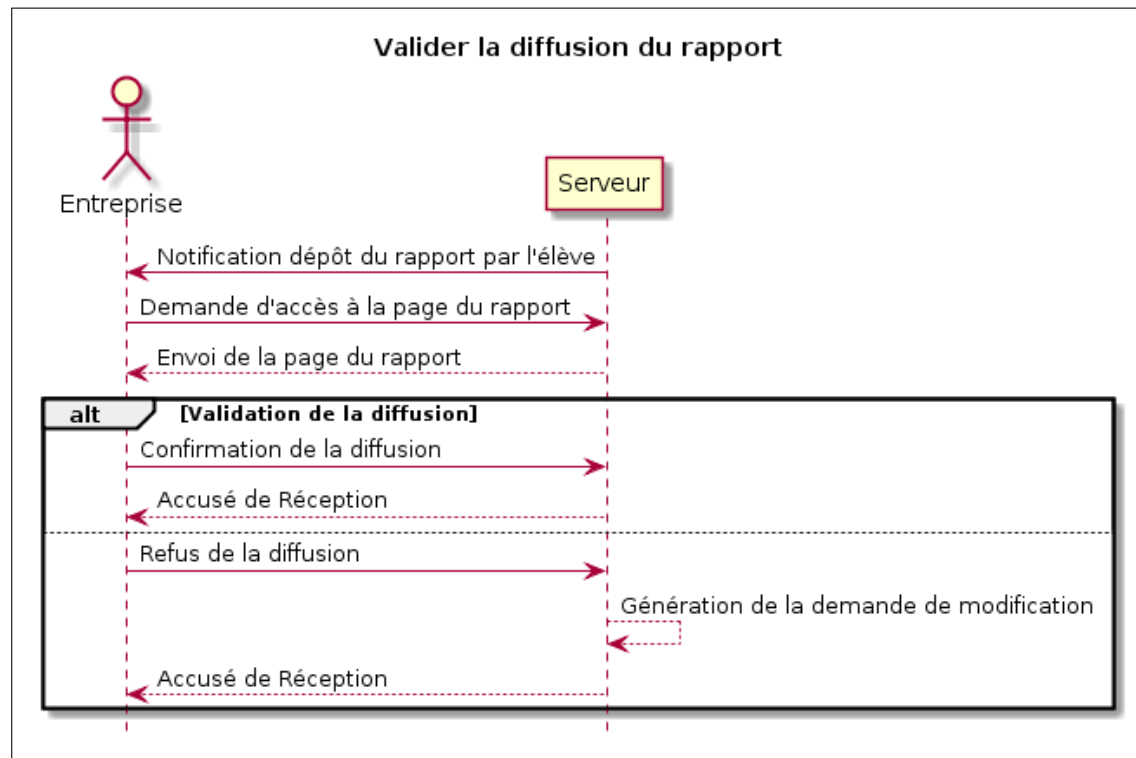 Valider la diffusion du rapport
Entreprise
Serveur
Notification dépôt du rapport par l'élève
Demande d'accès à la page du rapport
Envoi de la page du rapport
alt
[Validation de la diffusion]
Confirmation de la diffusion
Accusé de Réception
Refus de la diffusion
Génération de la demande de modification
Accusé de Réception